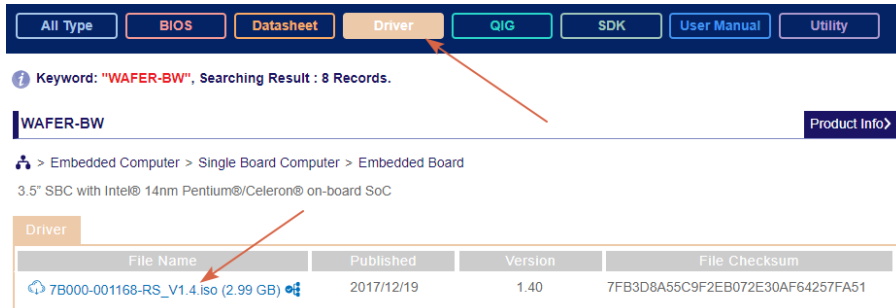 All Type BIOS Datasheet Driver QIG SDK User Manual Utility
i Keyword: "WAFER-BW", Searching Result : 8 Records.
WAFER-BW Product Info>
> Embedded Computer > Single Board Computer > Embedded Board
3.5" SBC with Intel® 14nm Pentium®/Celeron® on-board SoC
Driver
File Name Published Version File Checksum
7B000-001168-RS_V1.4.iso (2.99 GB) 2017/12/19 1.40 7FB3D8A55C9F2EB072E30AF64257FA51